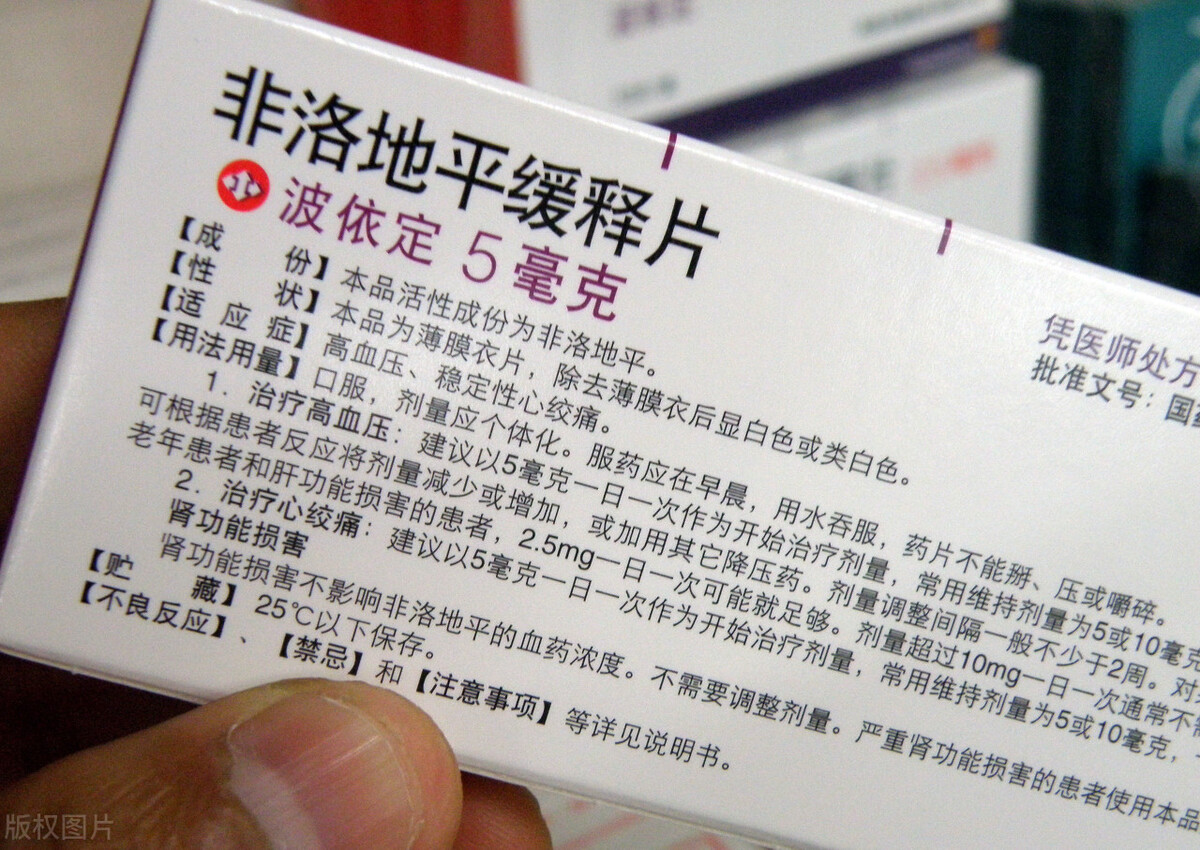 非洛地平缓释片
波依定 5毫克
【成 份】本品活性成份为非洛地平。
【性 状】本品为薄膜衣片，除去薄膜衣后显白色或类白色。
【适 应 症】高血压、稳定性心绞痛。
【用法用量】口服，剂量应个体化。服药应在早晨，用水吞服，药片不能掰、压或嚼碎。
1．治疗高血压：建议以5毫克一日一次作为开始治疗剂量，常用维持剂量为5或10毫克
可根据患者反应将剂量减少或增加，或加用其它降压药。剂量调整间隔一般不少于2周。对
老年患者和肝功能损害的患者，2.5mg一日一次可能就足够。剂量超过10mg一日一次通常不需
2．治疗心绞痛：建议以5毫克一日一次作为开始治疗剂量，常用维持剂量为5或10毫克，
肾功能损害
肾功能损害不影响非洛地平的血药浓度。不需要调整剂量。严重肾功能损害的患者使用本品
【贮 藏】25℃以下保存。
【不良反应】、【禁忌】和【注意事项】等详见说明书。
凭医师处方
批准文号：国
版权图片